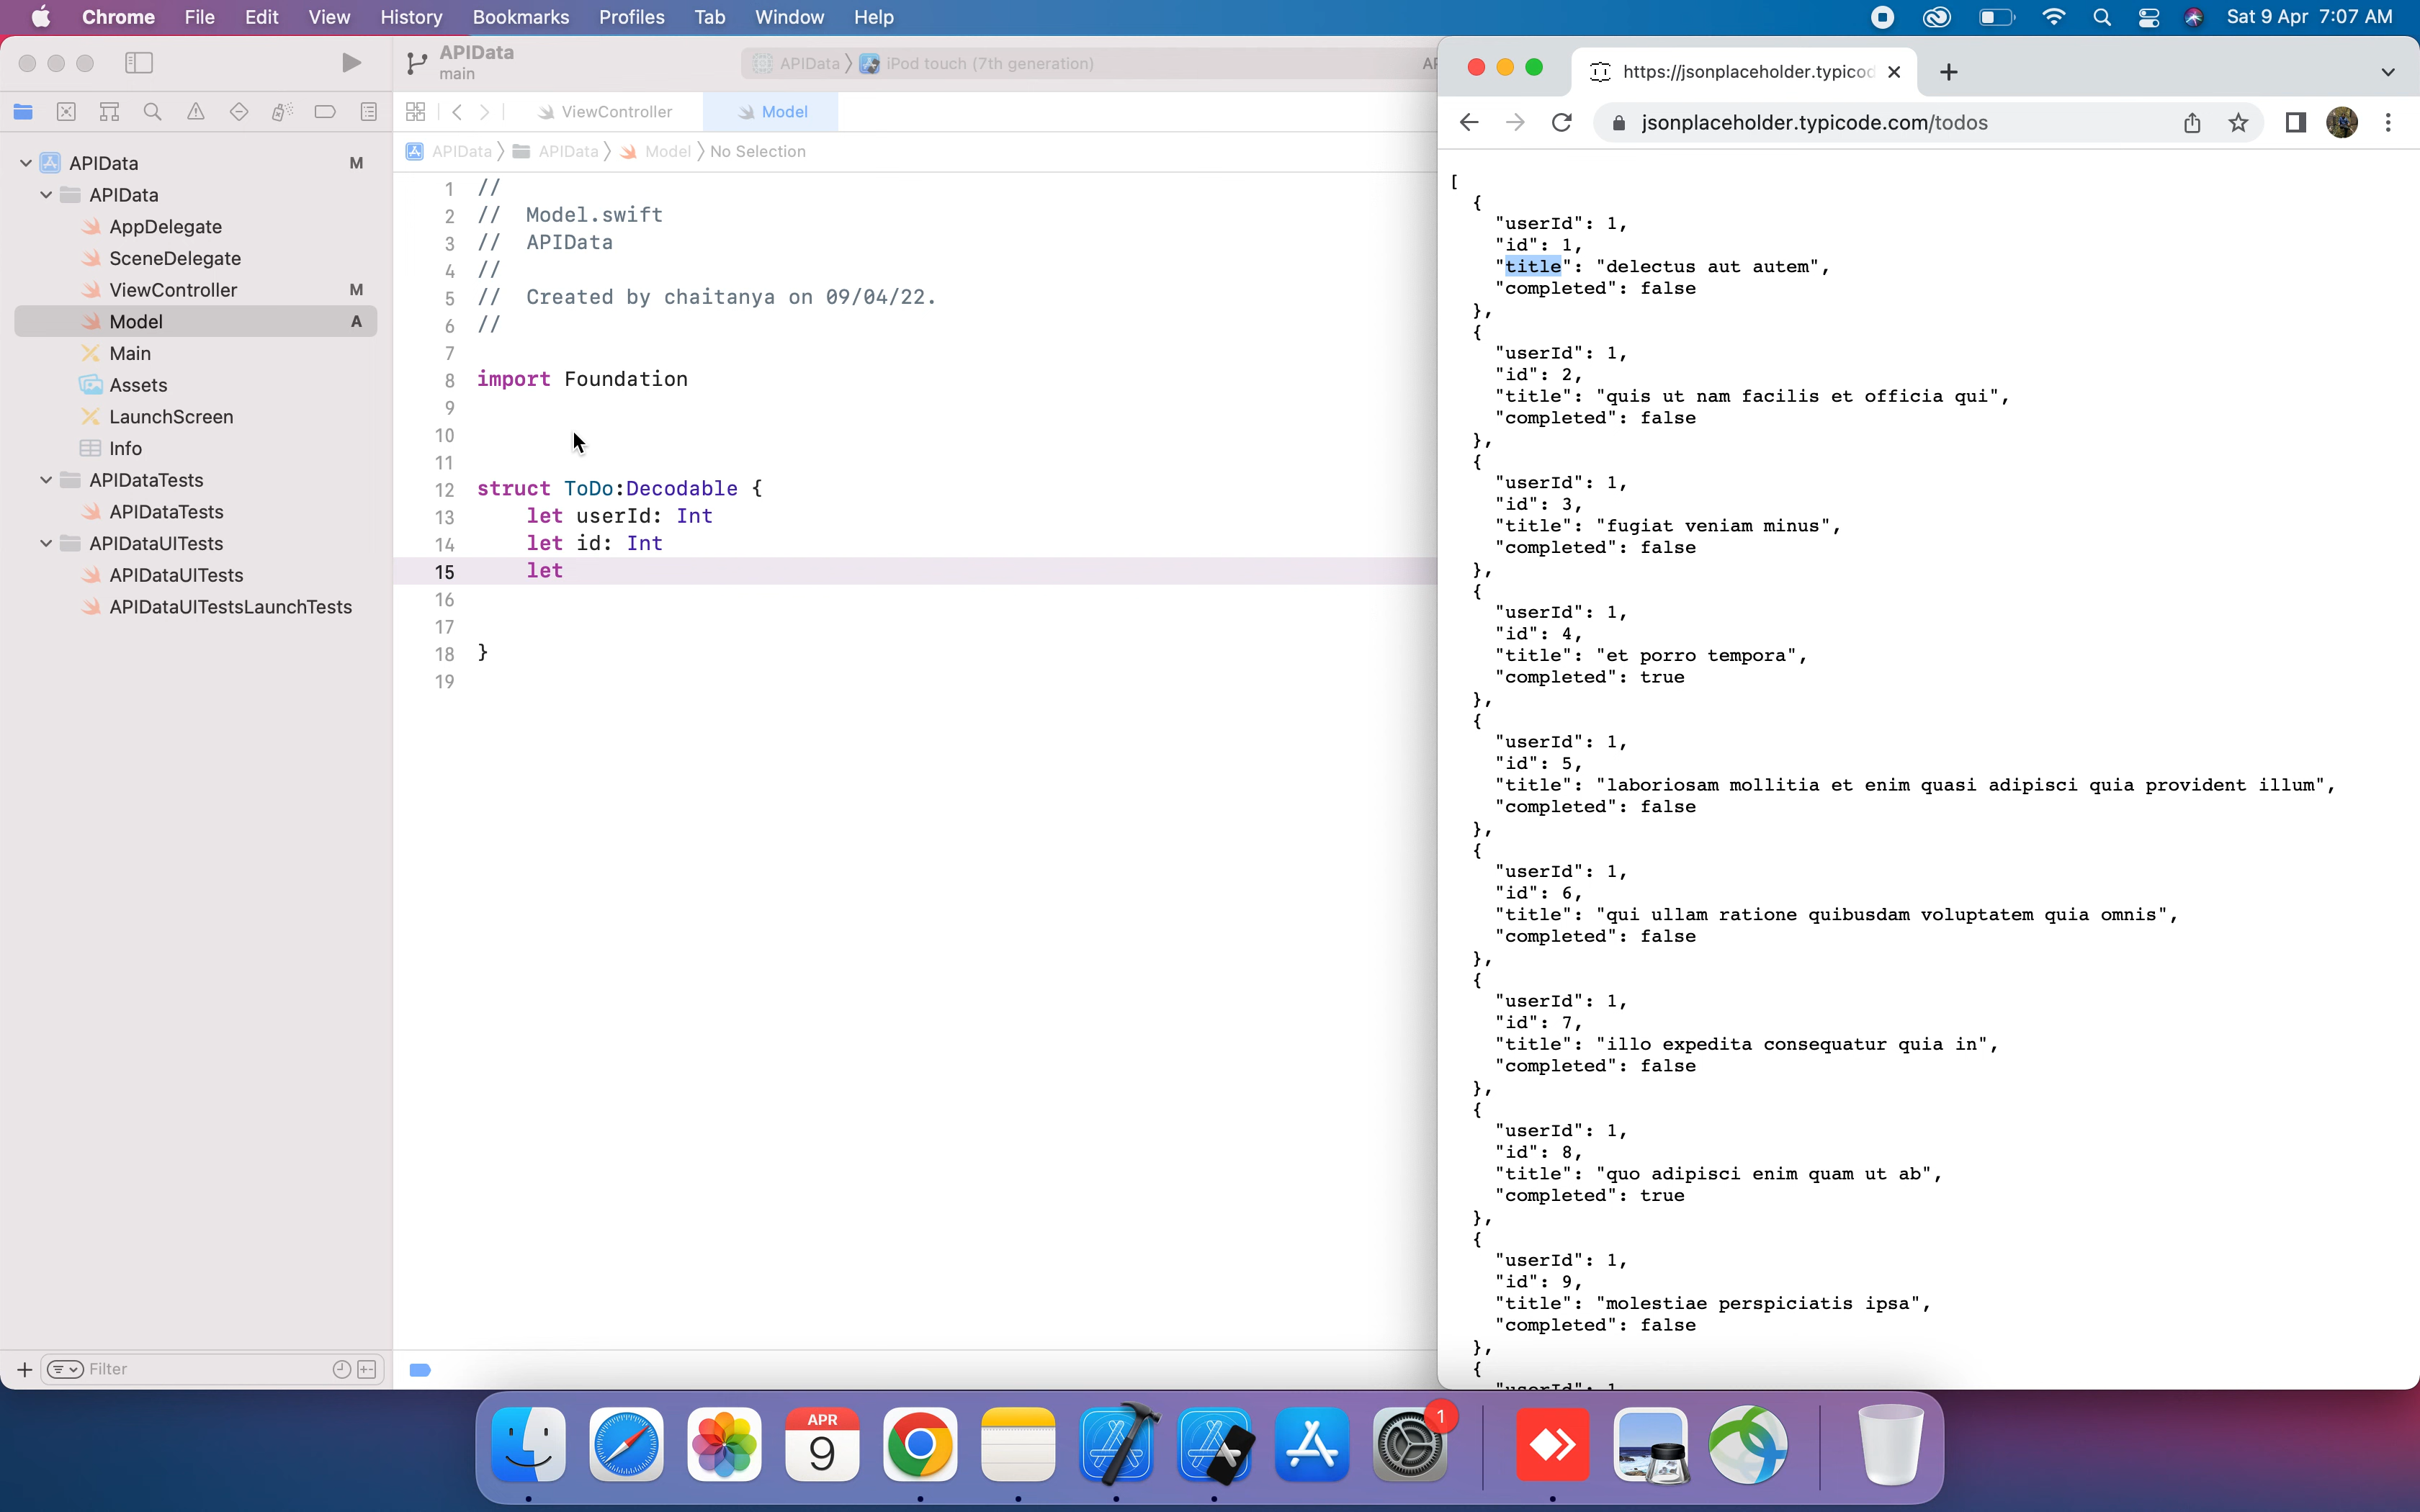 Chrome File Edit View History Bookmarks Profiles Tab Window Help
Sat 9 Apr 7:07 AM
APIData
main
APIData
iPod touch (7th generation)
ViewController
Model
APIData
APIData
Model
No Selection
APIData M
APIData
AppDelegate
SceneDelegate
ViewController M
Model A
Main
Assets
LaunchScreen
Info
APIDataTests
APIDataTests
APIDataUITests
APIDataUITests
APIDataUITestsLaunchTests
Filter
1 //
2 // Model.swift
3 // APIData
4 //
5 // Created by chaitanya on 09/04/22.
6 //
7
8 import Foundation
9
10
11
12 struct ToDo:Decodable {
13 let userId: Int
14 let id: Int
15 let
16
17
18 }
19
https://jsonplaceholder.typicod
jsonplaceholder.typicode.com/todos
[
{
"userId": 1,
"id": 1,
"title": "delectus aut autem",
"completed": false
},
{
"userId": 1,
"id": 2,
"title": "quis ut nam facilis et officia qui",
"completed": false
},
{
"userId": 1,
"id": 3,
"title": "fugiat veniam minus",
"completed": false
},
{
"userId": 1,
"id": 4,
"title": "et porro tempora",
"completed": true
},
{
"userId": 1,
"id": 5,
"title": "laboriosam mollitia et enim quasi adipisci quia provident illum",
"completed": false
},
{
"userId": 1,
"id": 6,
"title": "qui ullam ratione quibusdam voluptatem quia omnis",
"completed": false
},
{
"userId": 1,
"id": 7,
"title": "illo expedita consequatur quia in",
"completed": false
},
{
"userId": 1,
"id": 8,
"title": "quo adipisci enim quam ut ab",
"completed": true
},
{
"userId": 1,
"id": 9,
"title": "molestiae perspiciatis ipsa",
"completed": false
},
{
APR
9
1